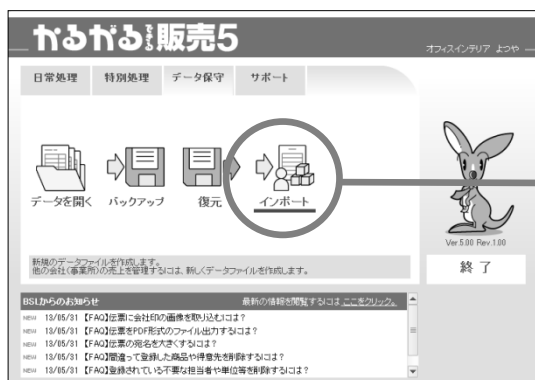 かるがるできる販売5
オフィスインテリア よつや
日常処理 特別処理 データ保守 サポート
データを開く バックアップ 復元 インポート
Ver.5.00 Rev.1.00
新規のデータファイルを作成します。
他の会社(事業所)の売上を管理するには、新しくデータファイルを作成します。
終了
BSLからのお知らせ 最新の情報を閲覧するにはここをクリック。
NEW 13/05/31 【FAQ】伝票に会社印の画像を取り込むには?
NEW 13/05/31 【FAQ】伝票をPDF形式のファイル出力するには?
NEW 13/05/31 【FAQ】伝票の宛名を大きくするには?
NEW 13/05/31 【FAQ】間違って登録した商品や得意先を削除するには?
NEW 13/05/31 【FAQ】登録されている不要な担当者や単位等を削除するには?